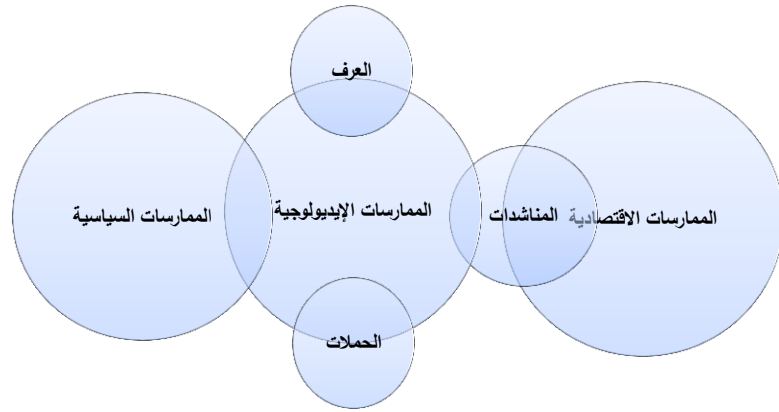 العرف
الممارسات الاقتصادية
المناشدات
الممارسات الإيديولوجية
الممارسات السياسية
الحملات